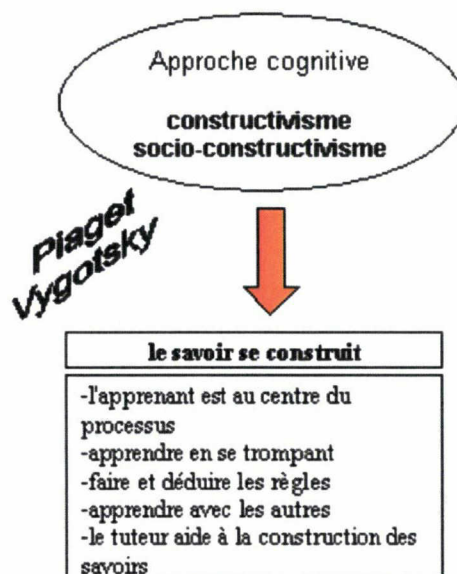 Approche cognitive
constructivisme
socio-constructivisme
Piaget
Vygotsky
le savoir se construit
-l'apprenant est au centre du
processus
-apprendre en se trompant
-faire et déduire les règles
-apprendre avec les autres
-le tuteur aide à la construction des
savoirs